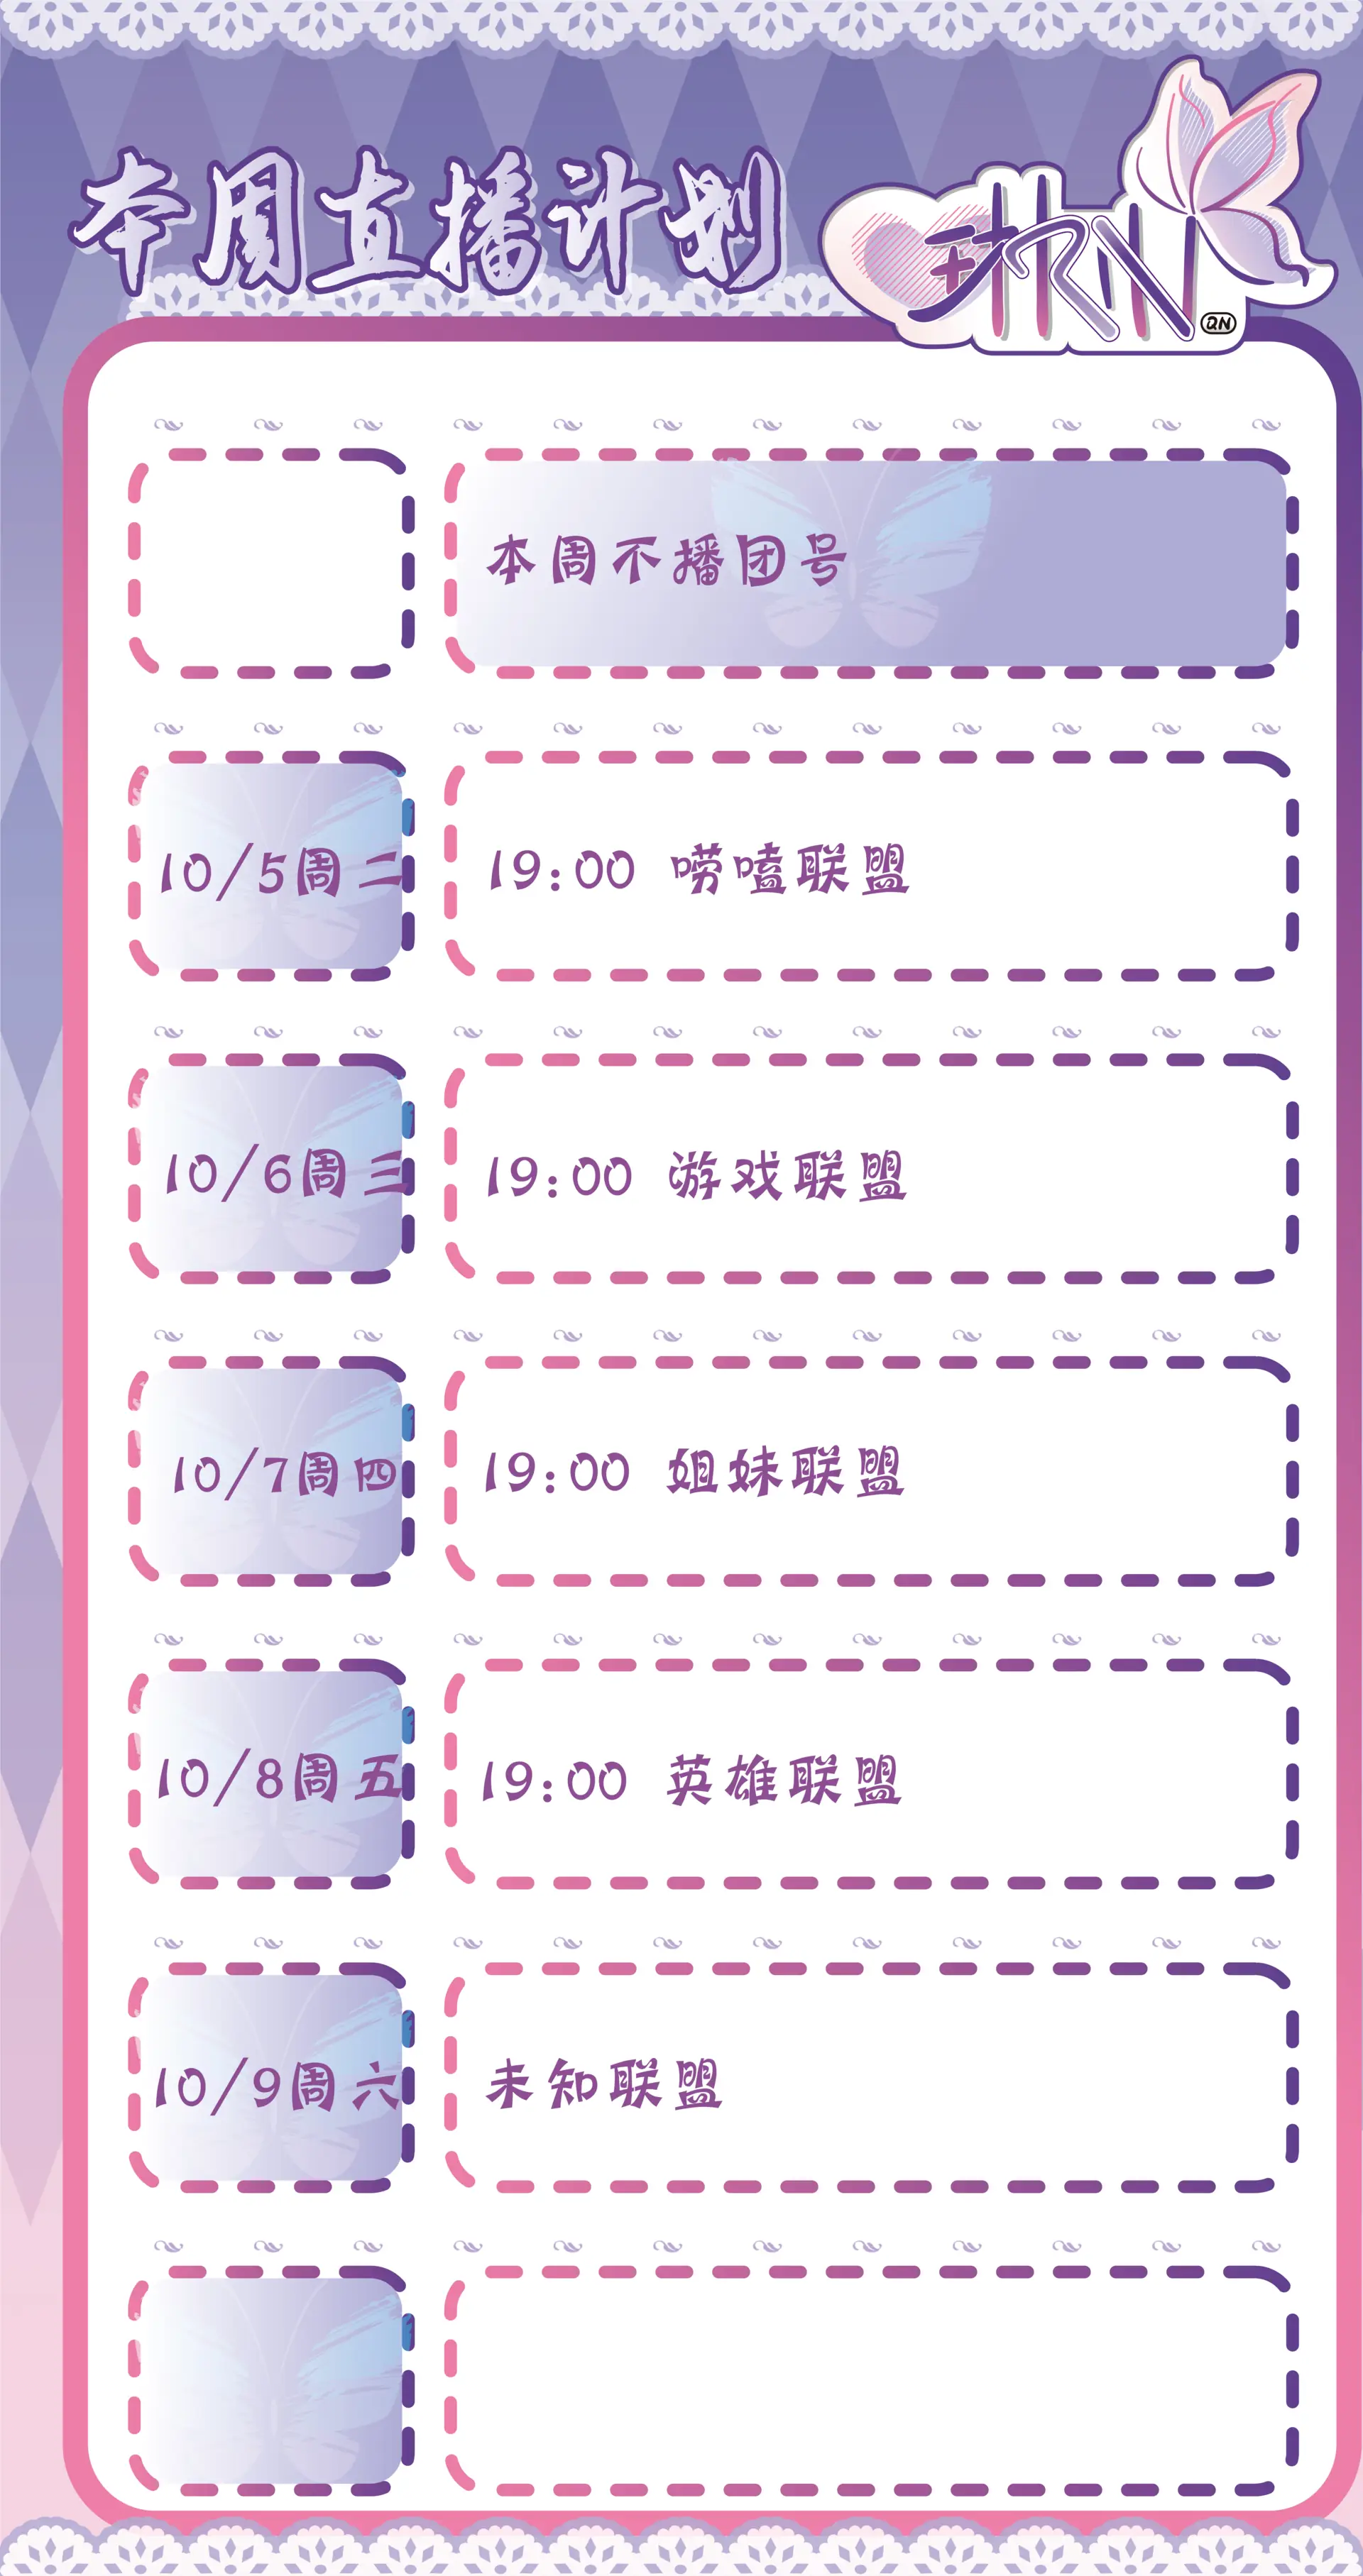 本周直播计划
QN
本周不播团号
10/5周二
19:00 唠嗑联盟
10/6周三
19:00 游戏联盟
10/7周四
19:00 姐妹联盟
10/8周五
19:00 英雄联盟
10/9周六
未知联盟